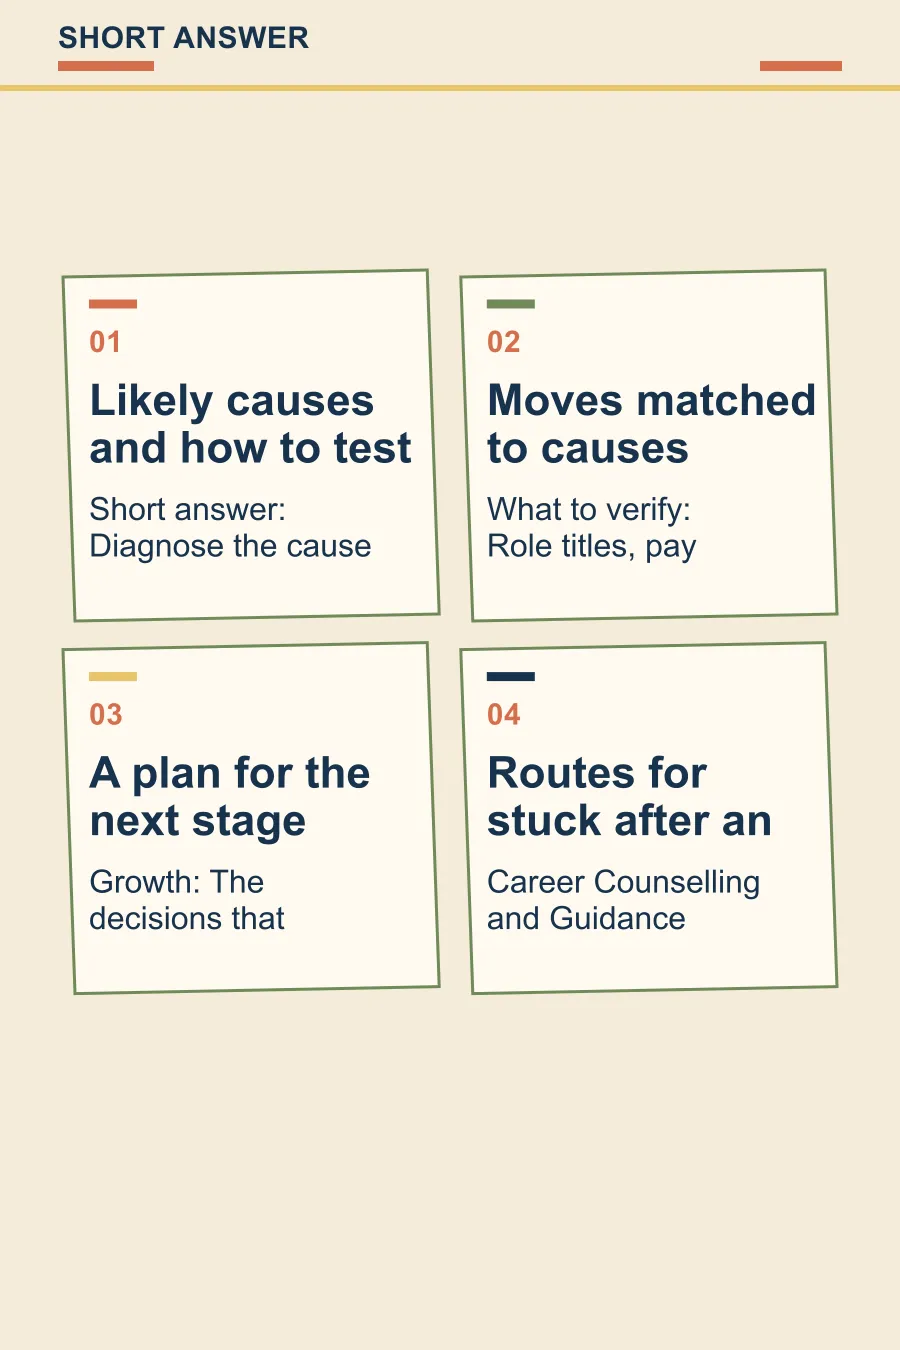 SHORT ANSWER
01
Likely causes
and how to test
Short answer:
Diagnose the cause
02
Moves matched
to causes
What to verify:
Role titles, pay
03
A plan for the
next stage
Growth: The
decisions that
04
Routes for
stuck after an
Career Counselling
and Guidance